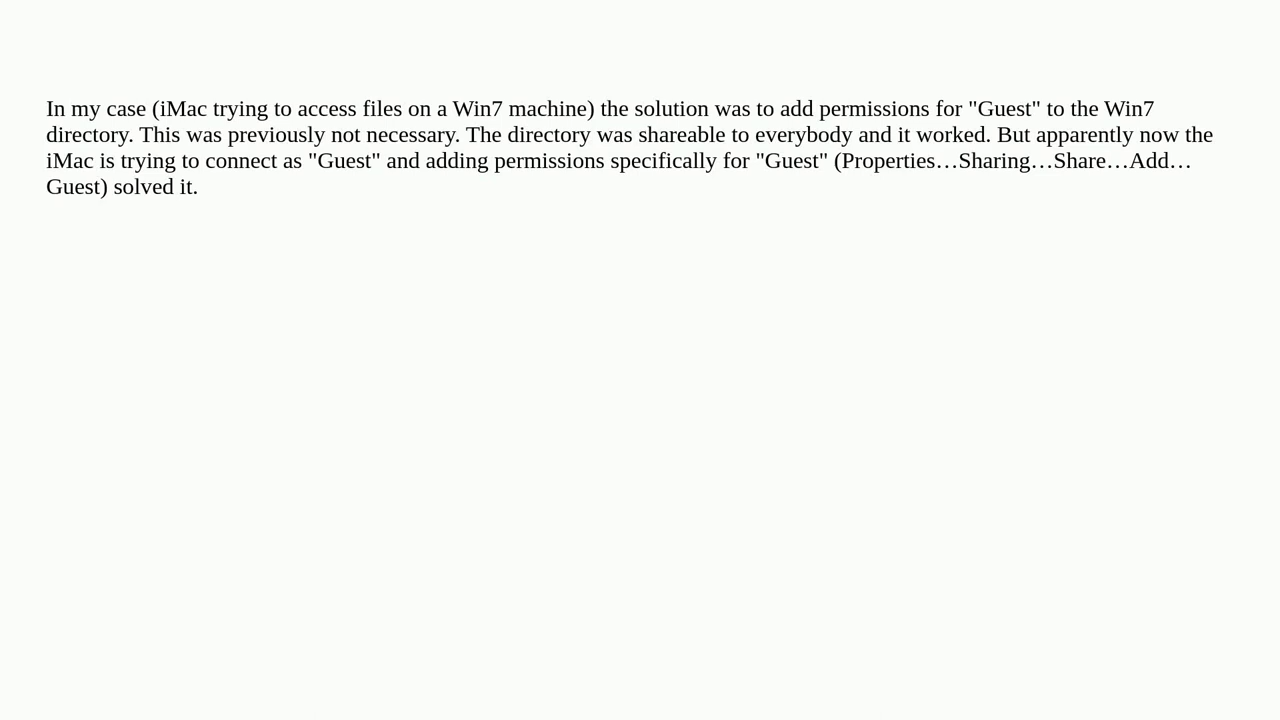 In my case (iMac trying to access files on a Win7 machine) the solution was to add permissions for "Guest" to the Win7
directory. This was previously not necessary. The directory was shareable to everybody and it worked. But apparently now the
iMac is trying to connect as "Guest" and adding permissions specifically for "Guest" (Properties…Sharing…Share…Add…
Guest) solved it.